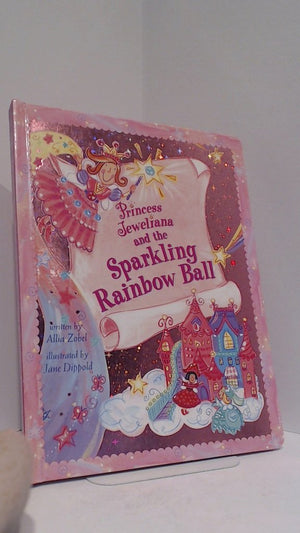 Princess
Jeweliana
and the
Sparkling
Rainbow Ball
written by
Allia Zobel
illustrated by
Jane Dippold